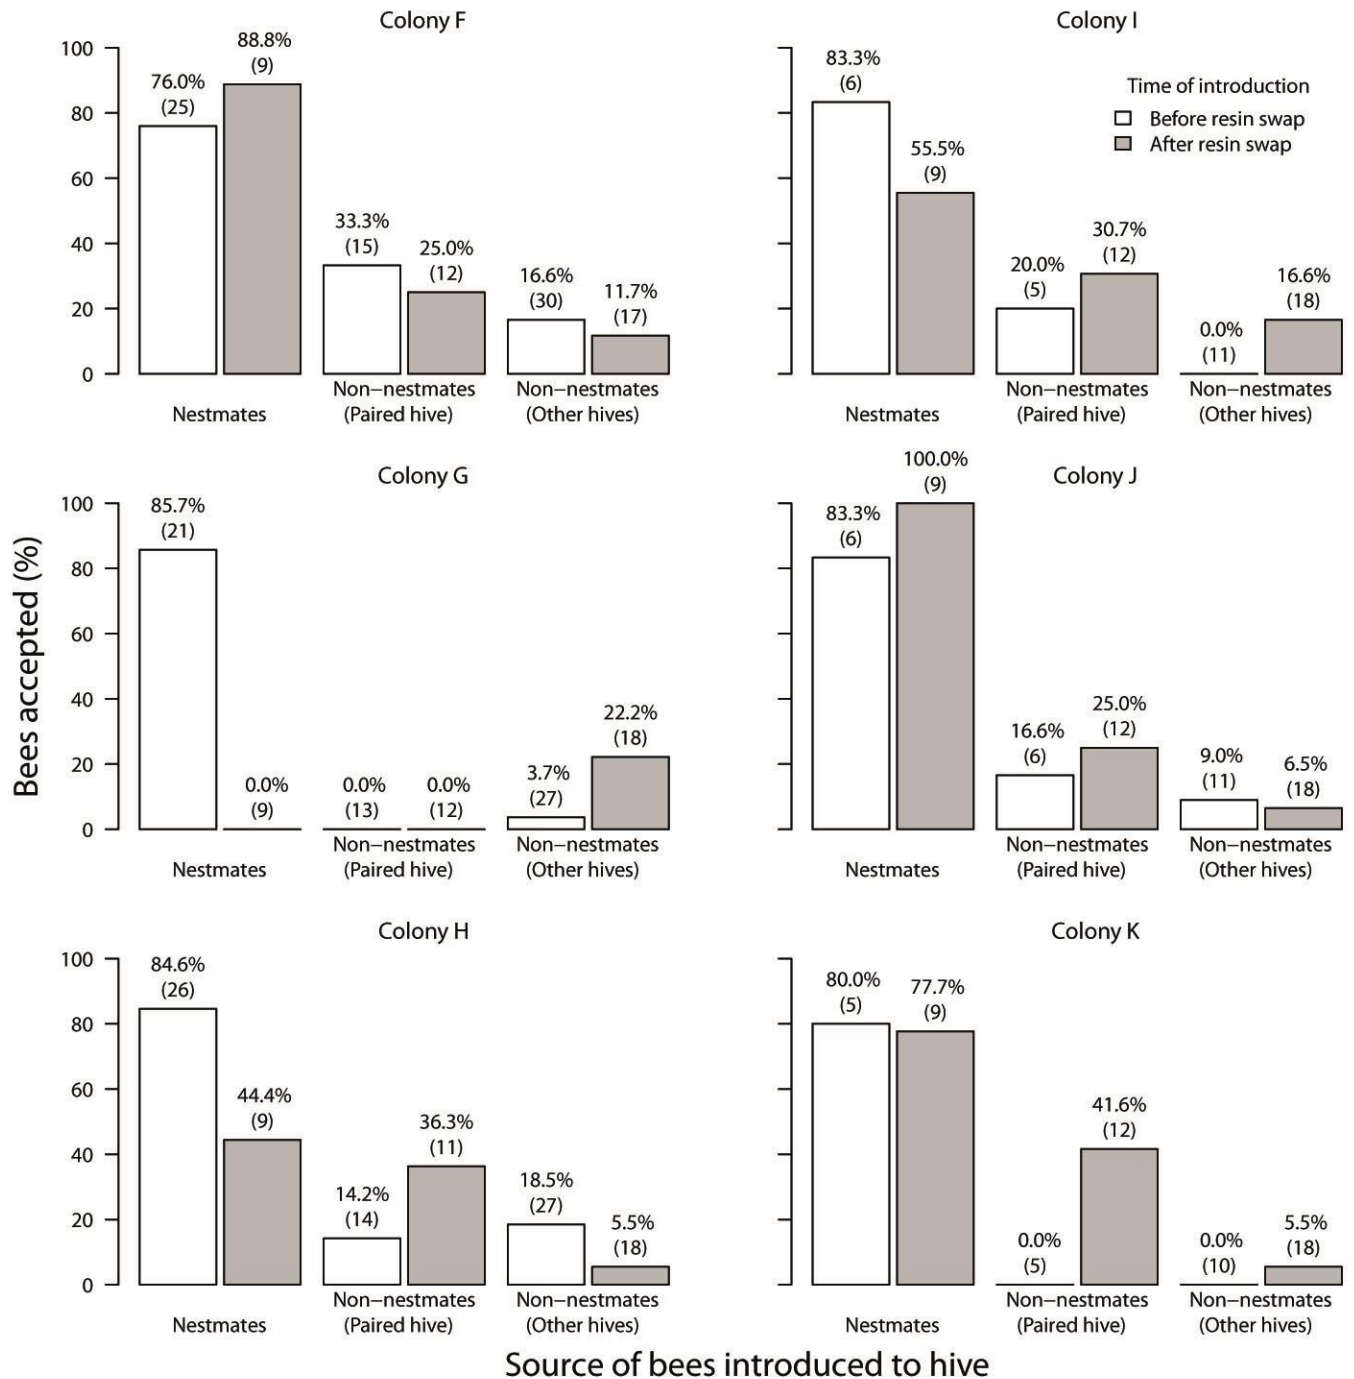 Colony F
100
80
60
40
20
0
76.0%
(25)
88.8%
(9)
33.3%
(15)
25.0%
(12)
16.6%
(30)
11.7%
(17)
Nestmates
Non−nestmates
(Paired hive)
Non−nestmates
(Other hives)
Colony I
83.3%
(6)
55.5%
(9)
20.0%
(5)
30.7%
(12)
0.0%
(11)
16.6%
(18)
Time of introduction
Before resin swap
After resin swap
Nestmates
Non−nestmates
(Paired hive)
Non−nestmates
(Other hives)
Bees accepted (%)
Colony G
100
80
60
40
20
0
85.7%
(21)
0.0%
(9)
0.0%
(13)
0.0%
(12)
3.7%
(27)
22.2%
(18)
Nestmates
Non−nestmates
(Paired hive)
Non−nestmates
(Other hives)
Colony J
83.3%
(6)
100.0%
(9)
16.6%
(6)
25.0%
(12)
9.0%
(11)
6.5%
(18)
Nestmates
Non−nestmates
(Paired hive)
Non−nestmates
(Other hives)
Colony H
100
80
60
40
20
0
84.6%
(26)
44.4%
(9)
14.2%
(14)
36.3%
(11)
18.5%
(27)
5.5%
(18)
Nestmates
Non−nestmates
(Paired hive)
Non−nestmates
(Other hives)
Colony K
80.0%
(5)
77.7%
(9)
0.0%
(5)
41.6%
(12)
0.0%
(10)
5.5%
(18)
Nestmates
Non−nestmates
(Paired hive)
Non−nestmates
(Other hives)
Source of bees introduced to hive